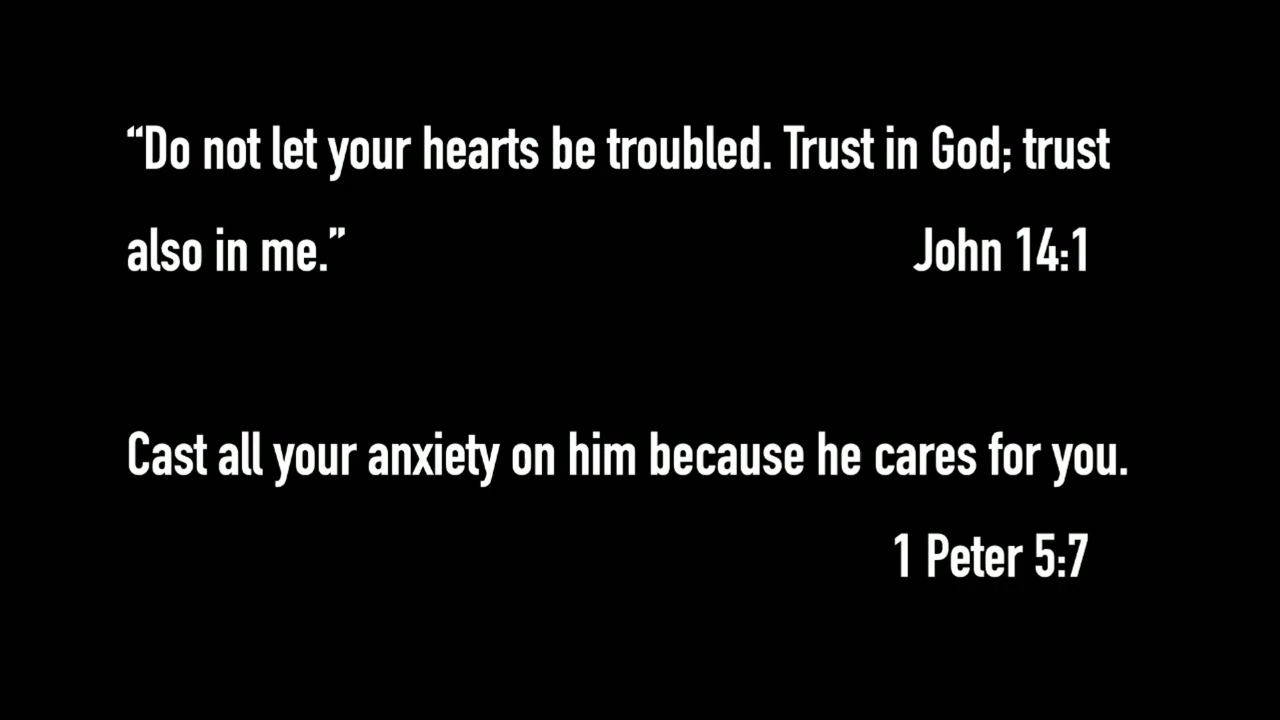 “Do not let your hearts be troubled. Trust in God; trust
also in me.” John 14:1
Cast all your anxiety on him because he cares for you.
1 Peter 5:7